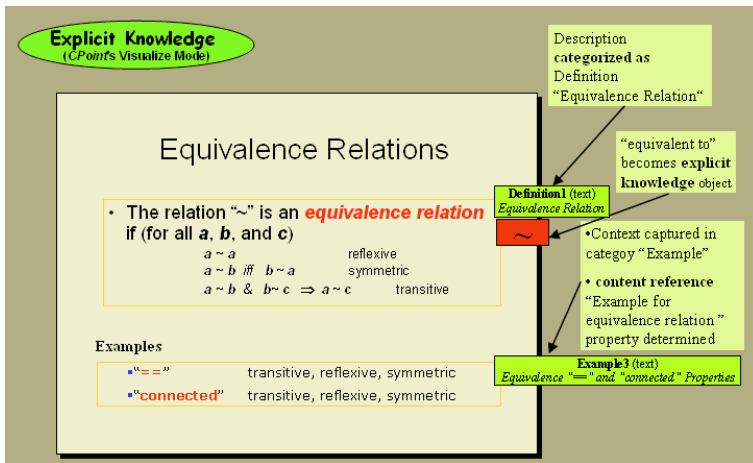 Explicit Knowledge
(CPoint's Visualize Mode)
Description
categorized as
Definition
“Equivalence Relation“
Equivalence Relations
“equivalent to”
becomes explicit
knowledge object
Definition1 (text)
Equivalence Relation
• The relation “~” is an equivalence relation
if (for all a, b, and c)
~
a ~ a reflexive
a ~ b iff b ~ a symmetric
a ~ b & b~ c ⇒ a ~ c transitive
•Context captured in
categoy “Example”
• content reference
“Example for
equivalence relation ”
property determined
Examples
▪“==” transitive, reflexive, symmetric
▪“connected” transitive, reflexive, symmetric
Example3 (text)
Equivalence "==" and "connected" Properties